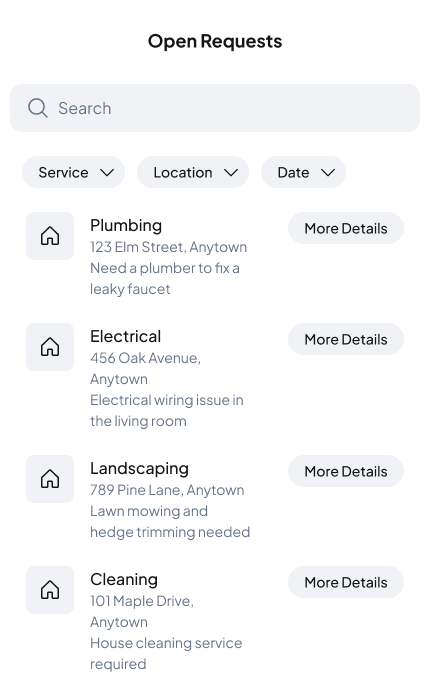 Open Requests
Search
Service Location Date
Plumbing More Details
123 Elm Street, Anytown
Need a plumber to fix a
leaky faucet
Electrical More Details
456 Oak Avenue,
Anytown
Electrical wiring issue in
the living room
Landscaping More Details
789 Pine Lane, Anytown
Lawn mowing and
hedge trimming needed
Cleaning More Details
101 Maple Drive,
Anytown
House cleaning service
required